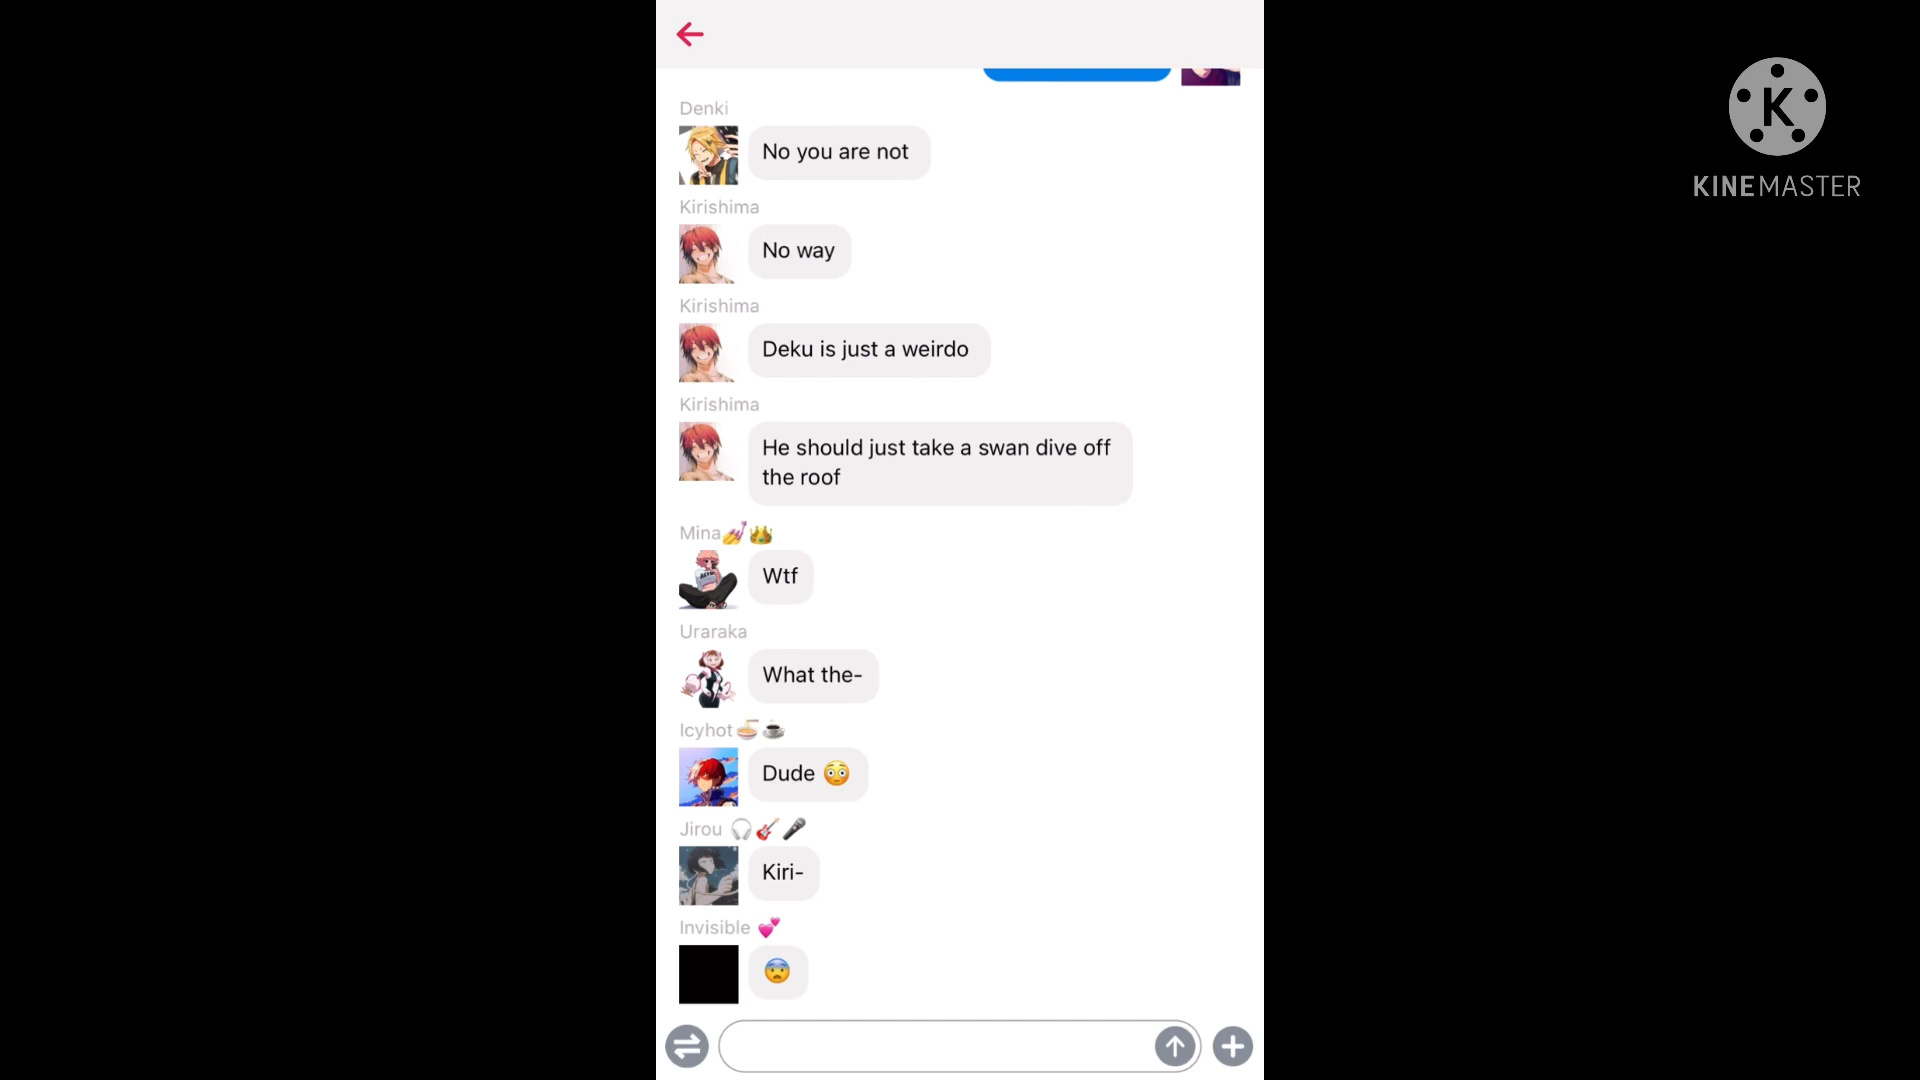 Denki
No you are not
Kirishima
No way
Kirishima
Deku is just a weirdo
Kirishima
He should just take a swan dive off
the roof
Mina💅👑
Wtf
Uraraka
What the-
Icyhot🍜☕
Dude 😳
Jirou 🎧🎸🎤
Kiri-
Invisible 💕
😨
K
KINEMASTER